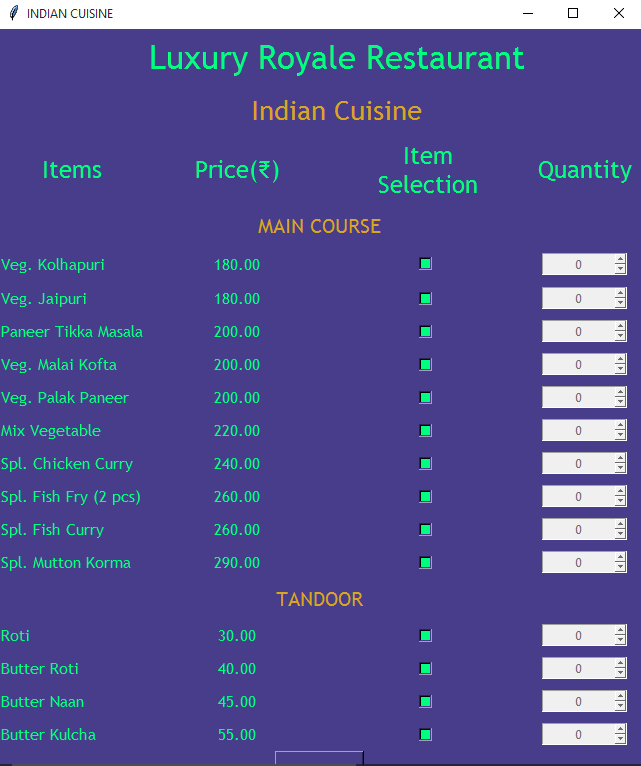 INDIAN CUISINE
Luxury Royale Restaurant
Indian Cuisine
Items Price(₹) Item Selection Quantity
MAIN COURSE
Veg. Kolhapuri 180.00 0
Veg. Jaipuri 180.00 0
Paneer Tikka Masala 200.00 0
Veg. Malai Kofta 200.00 0
Veg. Palak Paneer 200.00 0
Mix Vegetable 220.00 0
Spl. Chicken Curry 240.00 0
Spl. Fish Fry (2 pcs) 260.00 0
Spl. Fish Curry 260.00 0
Spl. Mutton Korma 290.00 0
TANDOOR
Roti 30.00 0
Butter Roti 40.00 0
Butter Naan 45.00 0
Butter Kulcha 55.00 0